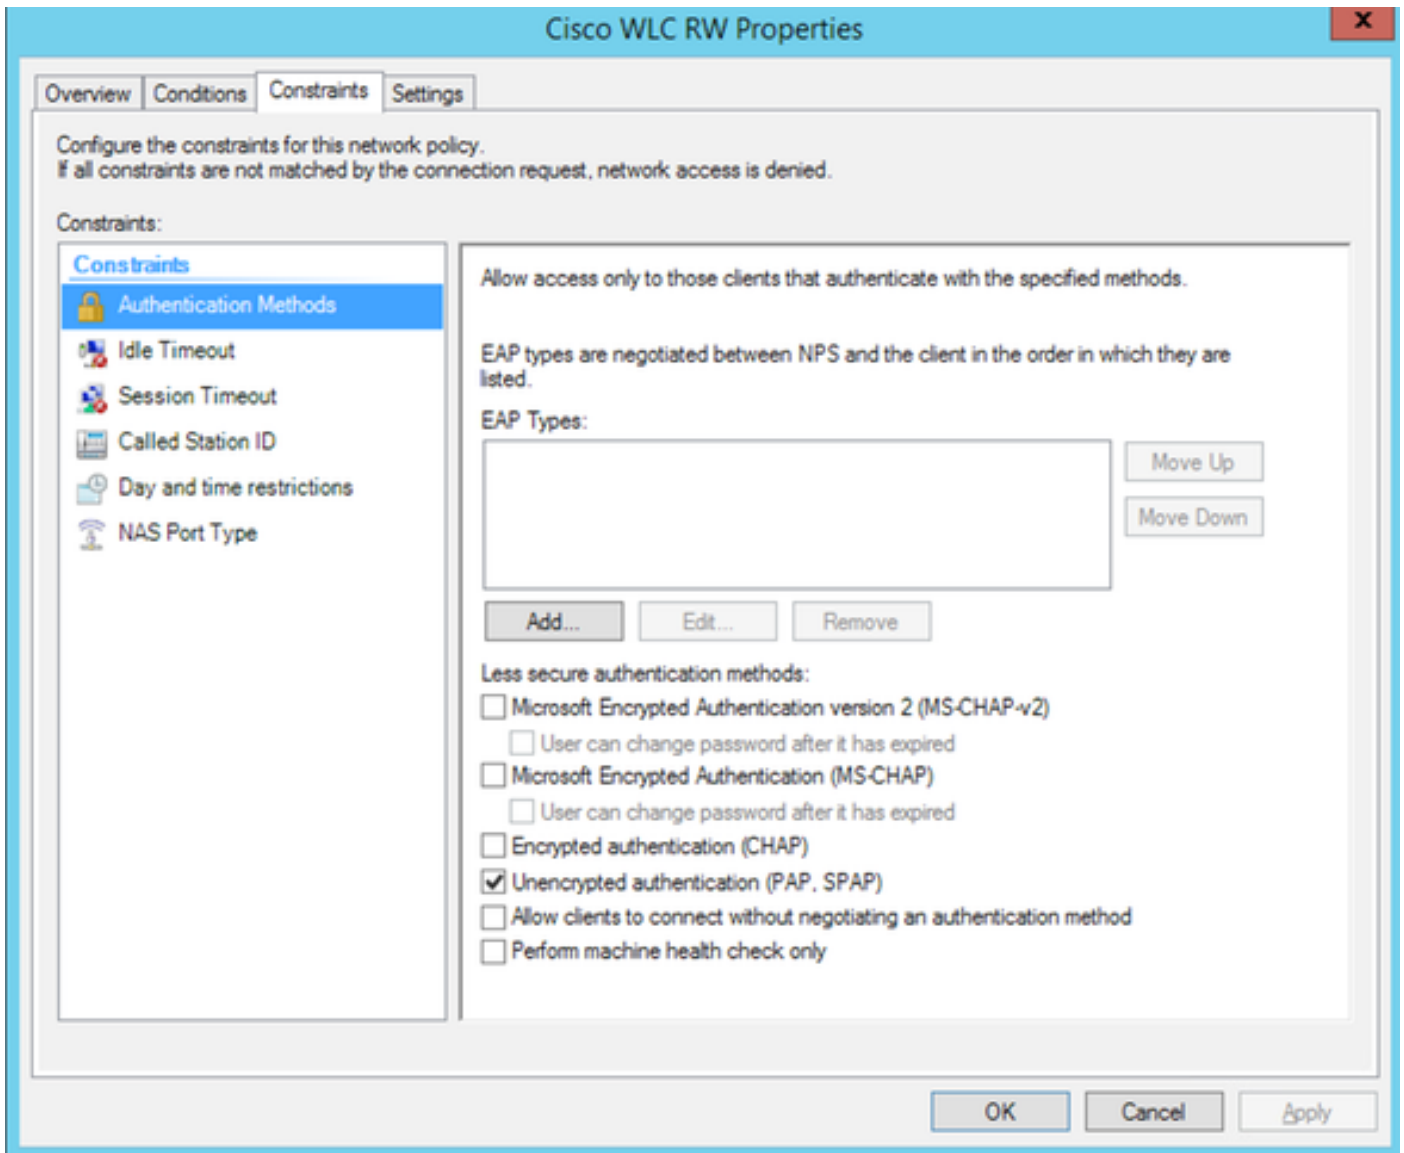 Cisco WLC RW Properties
x
Overview Conditions Constraints Settings
Configure the constraints for this network policy.
If all constraints are not matched by the connection request, network access is denied.
Constraints:
Constraints
Authentication Methods
Idle Timeout
Session Timeout
Called Station ID
Day and time restrictions
NAS Port Type
Allow access only to those clients that authenticate with the specified methods.
EAP types are negotiated between NPS and the client in the order in which they are
listed.
EAP Types:
Move Up
Move Down
Add... Edit... Remove
Less secure authentication methods:
Microsoft Encrypted Authentication version 2 (MS-CHAP-v2)
User can change password after it has expired
Microsoft Encrypted Authentication (MS-CHAP)
User can change password after it has expired
Encrypted authentication (CHAP)
Unencrypted authentication (PAP, SPAP)
Allow clients to connect without negotiating an authentication method
Perform machine health check only
OK Cancel Apply